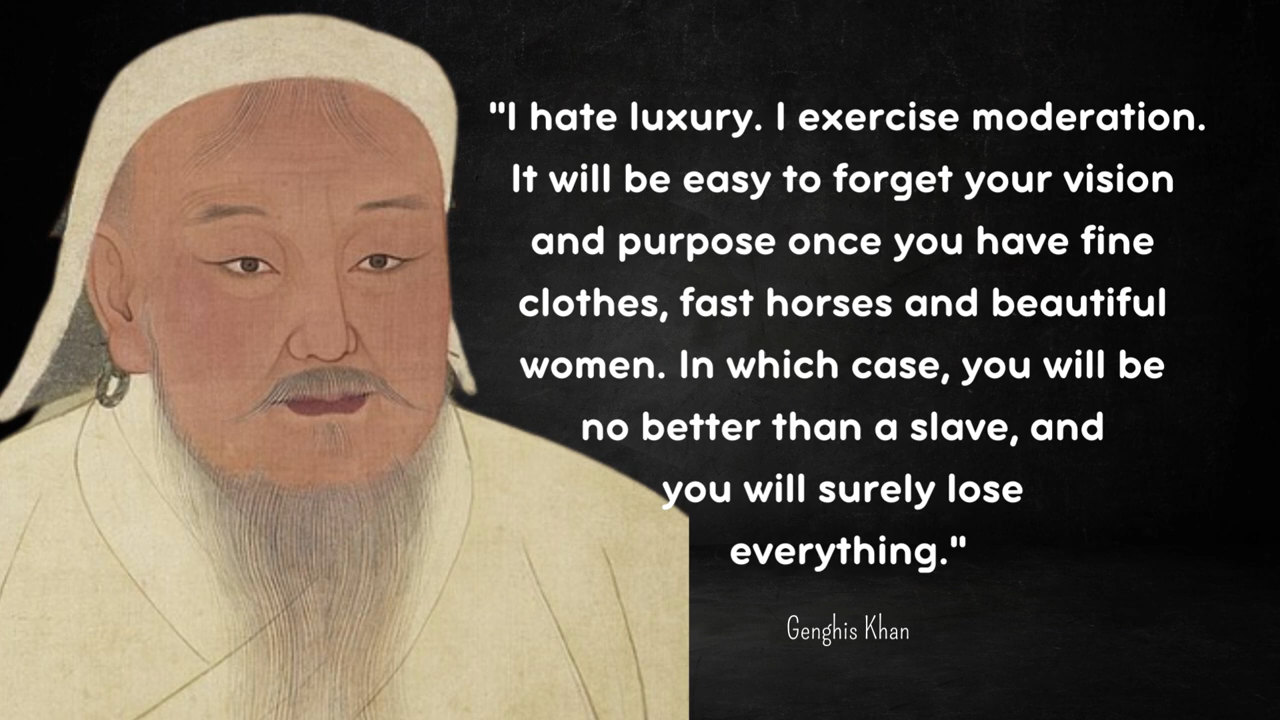 "I hate luxury. I exercise moderation.
It will be easy to forget your vision
and purpose once you have fine
clothes, fast horses and beautiful
women. In which case, you will be
no better than a slave, and
you will surely lose
everything."
Genghis Khan